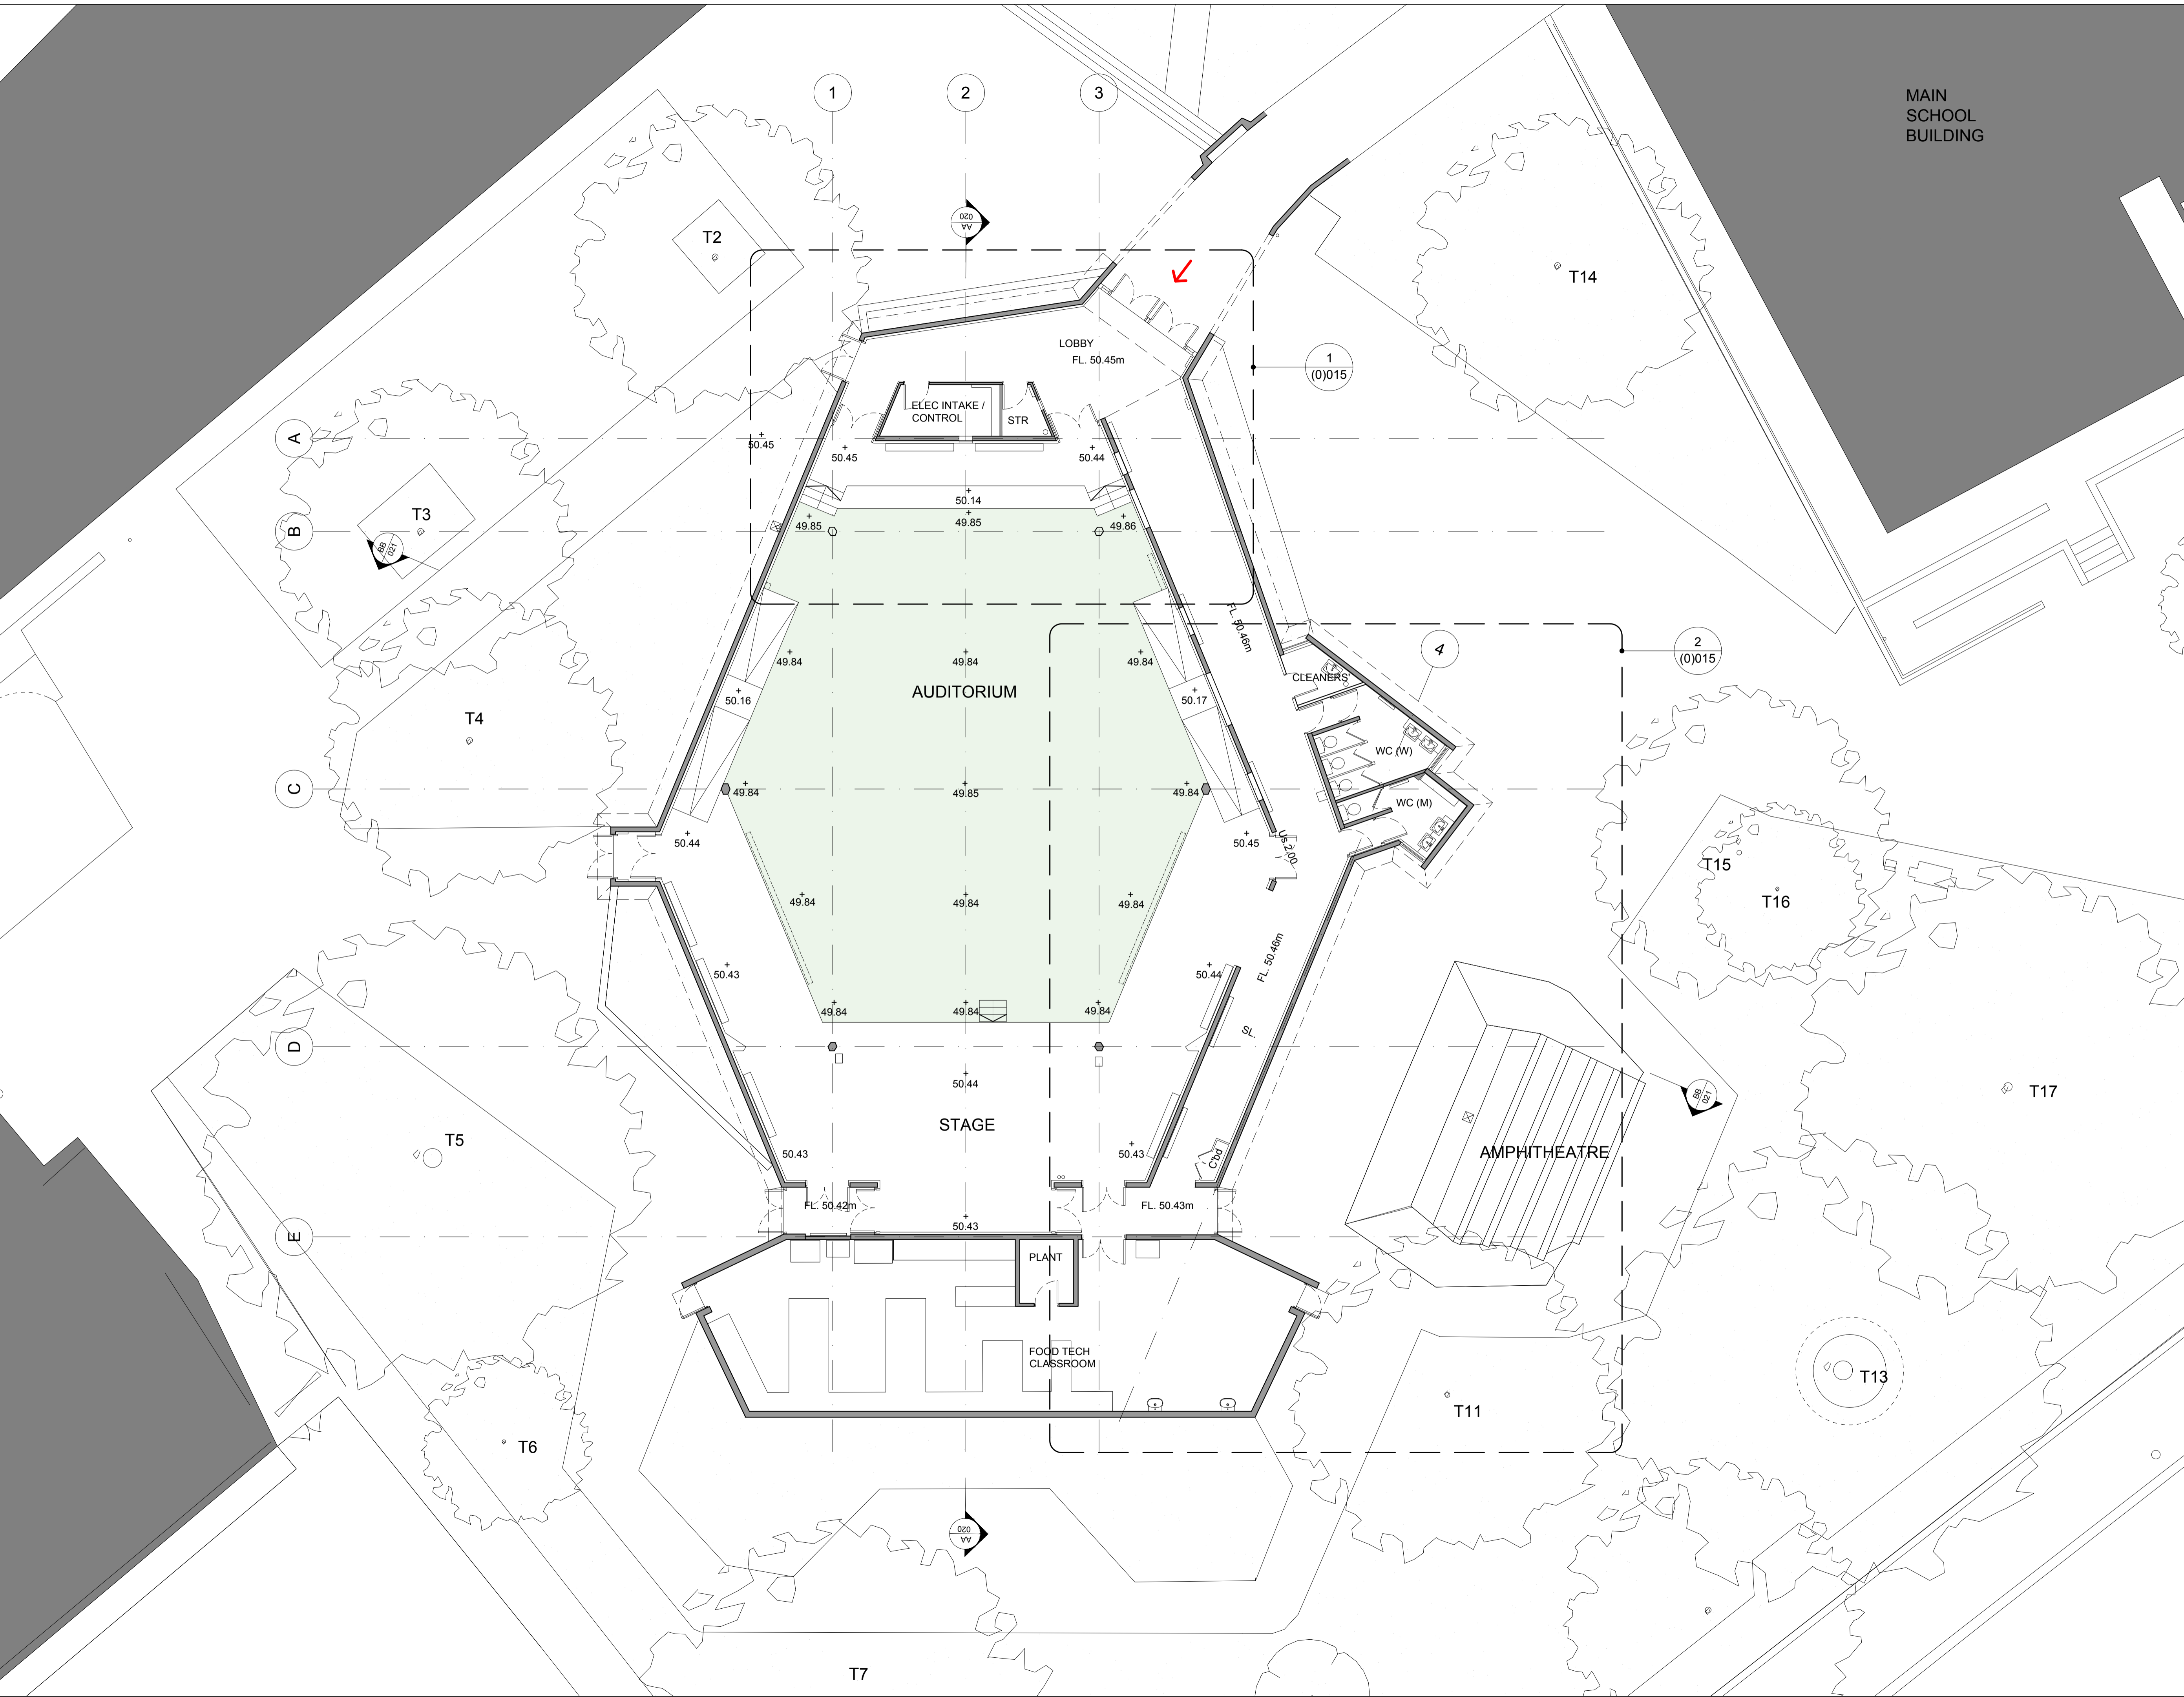 MAIN
SCHOOL
BUILDING
1
2
3
020
AA
T2
T14
LOBBY
FL. 50.45m
1
(0)015
ELEC INTAKE /
CONTROL
STR
A
50.45
50.45
50.44
50.14
T3
B
49.85
49.85
49.86
BB
021
FL. 50.46m
2
(0)015
4
49.84
49.84
49.84
CLEANERS'
AUDITORIUM
50.16
50.17
T4
WC (W)
C
49.84
49.85
49.84
WC (M)
50.44
50.45
Us 2.00
T15
T16
49.84
49.84
49.84
FL. 50.46m
50.43
50.44
49.84
49.84
49.84
SL.
D
50.44
BB
021
T17
STAGE
T5
50.43
50.43
C'bd
AMPHITHEATRE
FL. 50.42m
50.43
FL. 50.43m
E
PLANT
FOOD TECH
CLASSROOM
T13
T11
T6
020
AA
T7